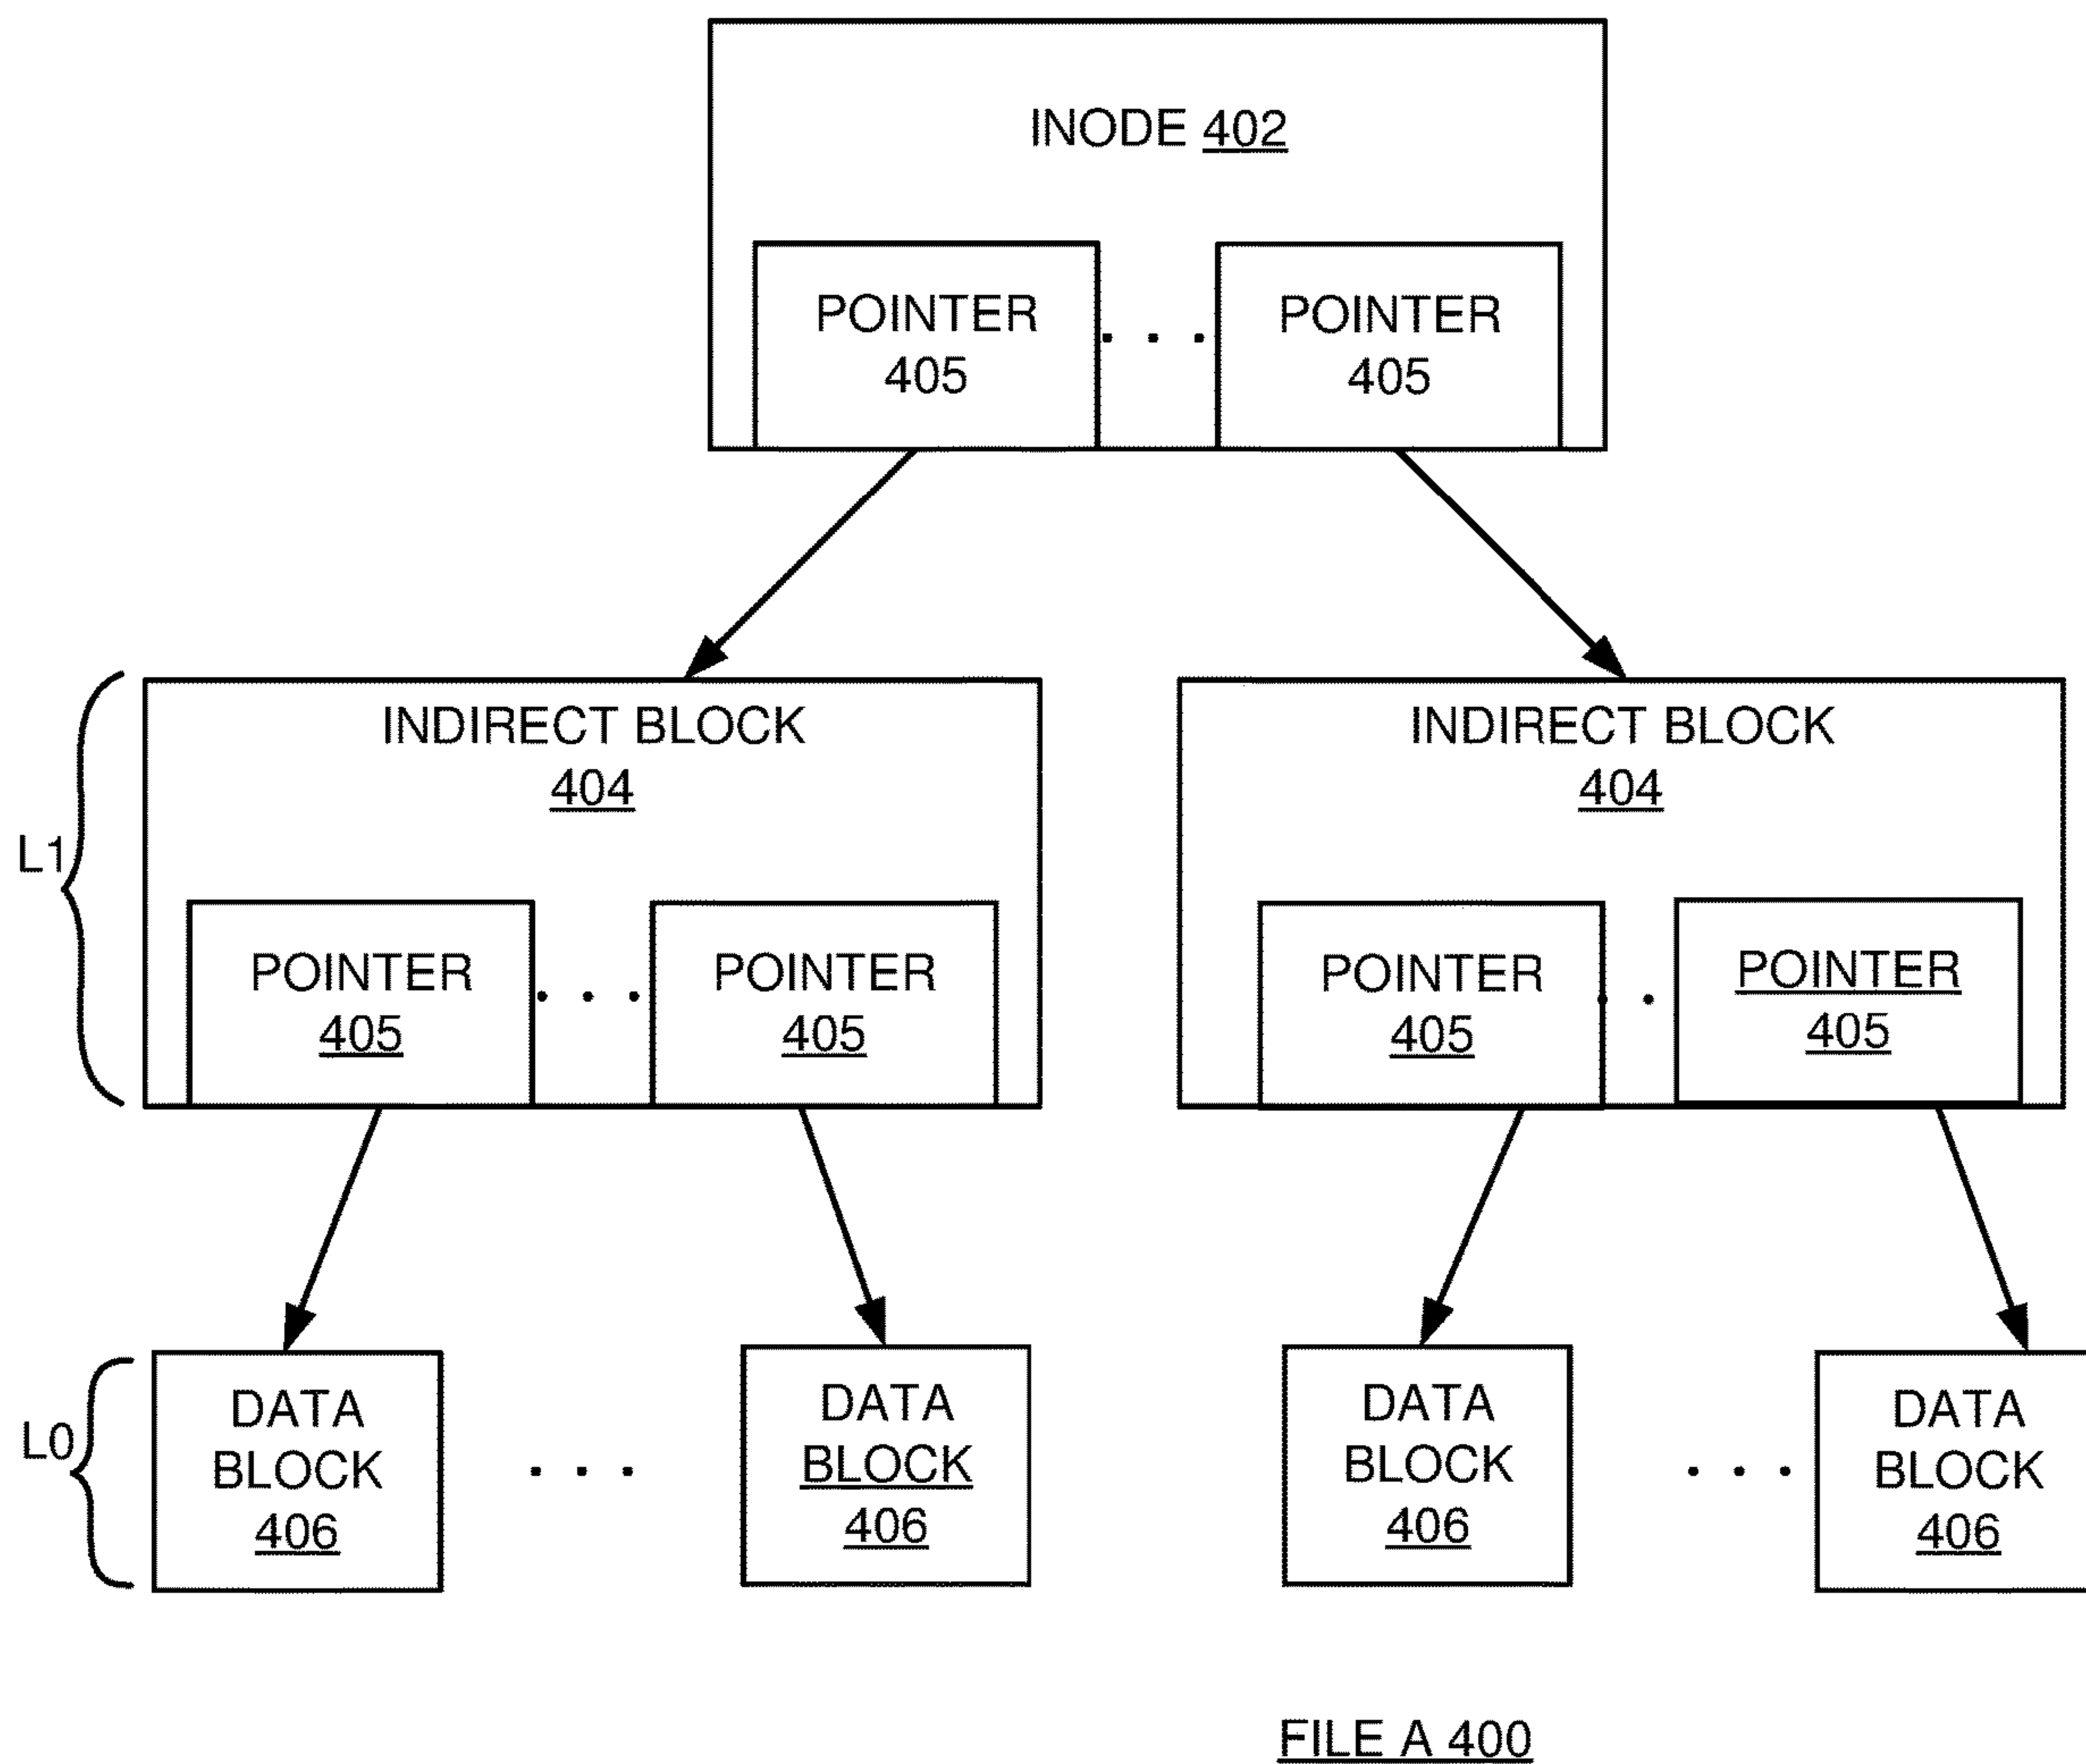 INODE 402
POINTER
405
. . .
POINTER
405
L1
INDIRECT BLOCK
404
POINTER
405
. . .
POINTER
405
INDIRECT BLOCK
404
POINTER
405
. .
POINTER
405
L0
DATA
BLOCK
406
. . .
DATA
BLOCK
406
DATA
BLOCK
406
. . .
DATA
BLOCK
406
FILE A 400